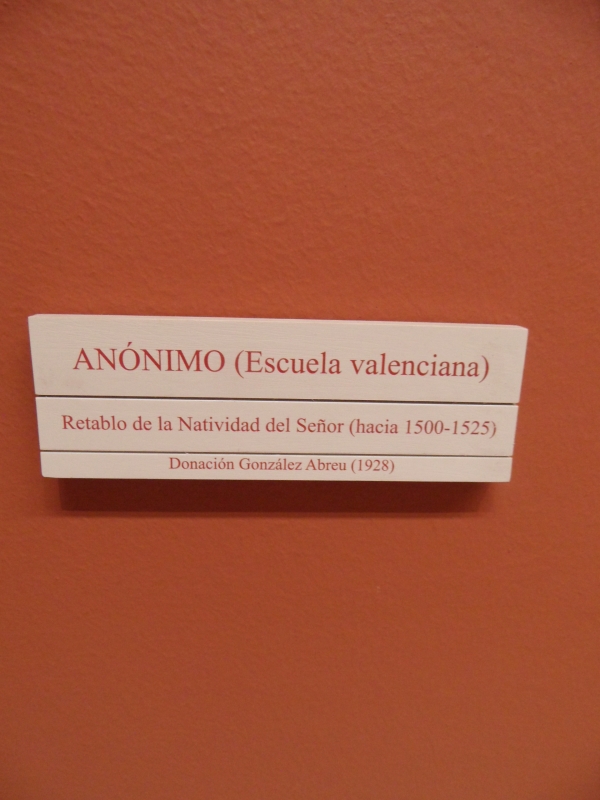 ANÓNIMO (Escuela valenciana)
Retablo de la Natividad del Señor (hacia 1500-1525)
Donación González Abreu (1928)